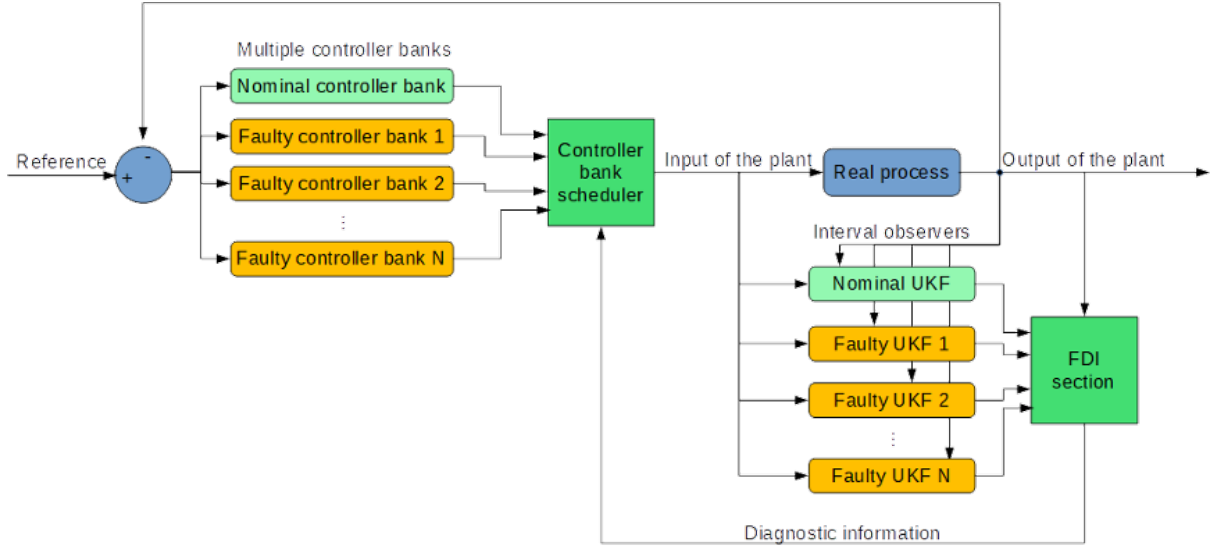 Multiple controller banks
Nominal controller bank
Faulty controller bank 1
Reference
-
+
Faulty controller bank 2
...
Faulty controller bank N
Controller
bank
scheduler
Input of the plant
Real process
Output of the plant
Interval observers
Nominal UKF
Faulty UKF 1
Faulty UKF 2
...
Faulty UKF N
FDI
section
Diagnostic information